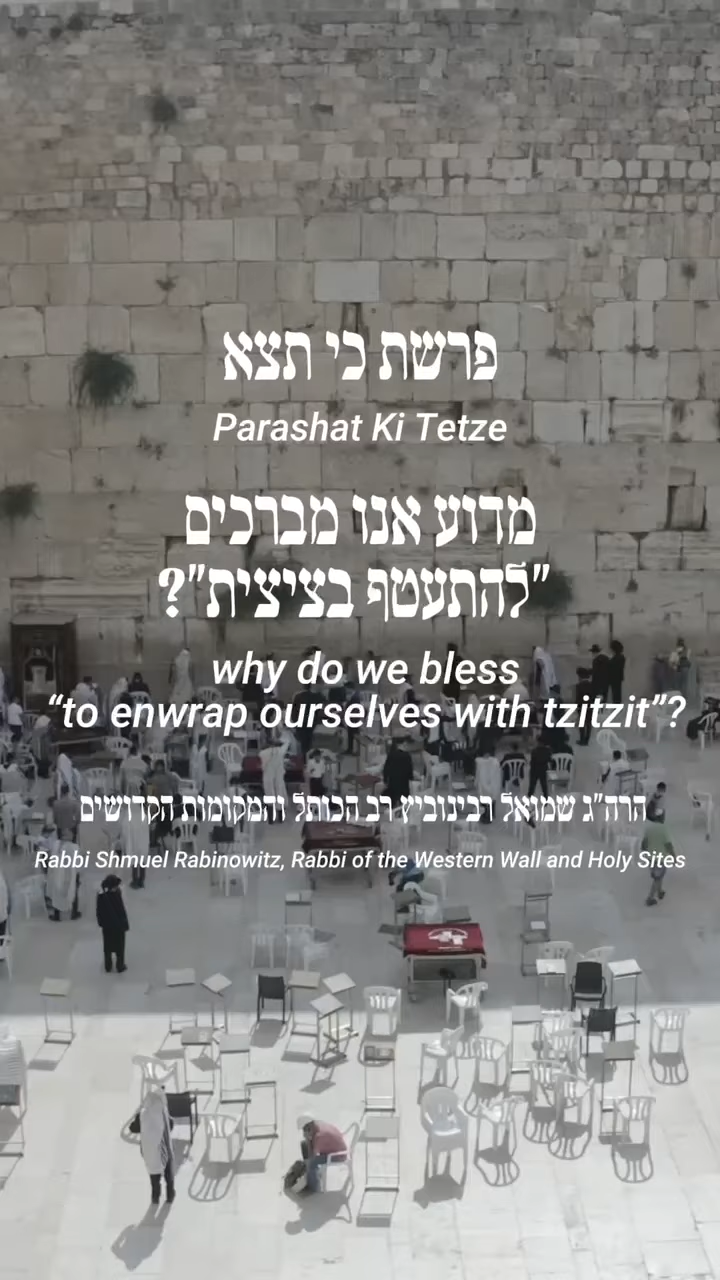 פרשת כי תצא
Parashat Ki Tetze
מדוע אנו מברכים
"להתעטף בציצית"?
why do we bless
“to enwrap ourselves with tzitzit”?
הרה"ג שמואל רבינוביץ רב הכותל והמקומות הקדושים
Rabbi Shmuel Rabinowitz, Rabbi of the Western Wall and Holy Sites